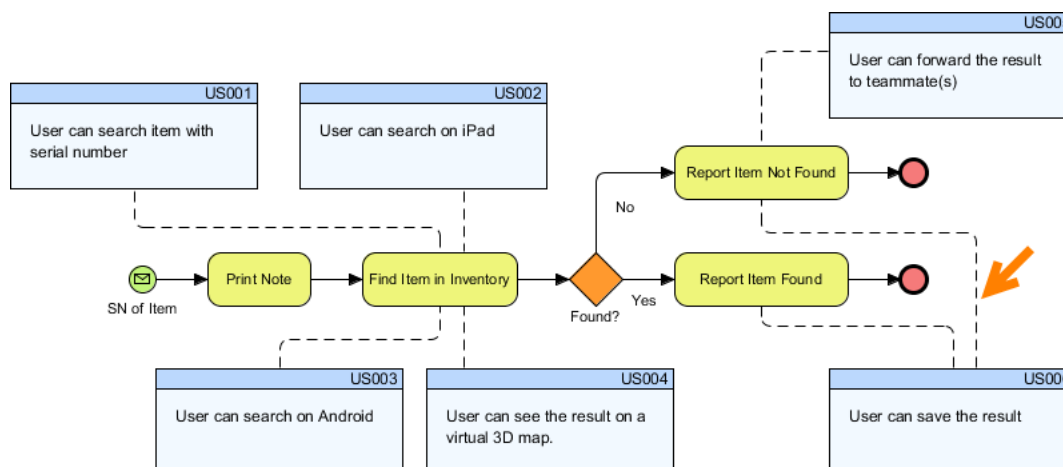 US00
User can forward the result
to teammate(s)
US001
User can search item with
serial number
US002
User can search on iPad
Report Item Not Found
No
SN of Item
Print Note
Find Item in Inventory
Found?
Yes
Report Item Found
US003
User can search on Android
US004
User can see the result on a
virtual 3D map.
US00
User can save the result